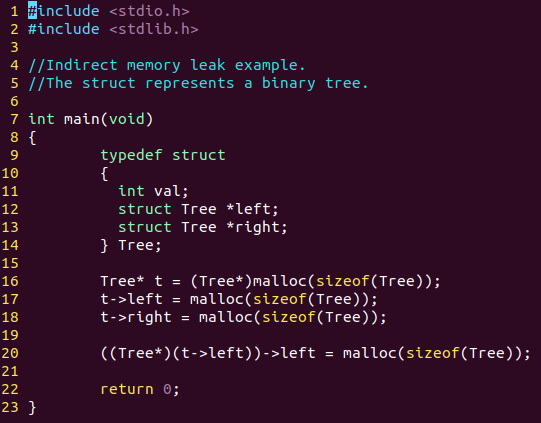 1 #include <stdio.h>
2 #include <stdlib.h>
3
4 //Indirect memory leak example.
5 //The struct represents a binary tree.
6
7 int main(void)
8 {
9         typedef struct
10         {
11           int val;
12           struct Tree *left;
13           struct Tree *right;
14         } Tree;
15
16         Tree* t = (Tree*)malloc(sizeof(Tree));
17         t->left = malloc(sizeof(Tree));
18         t->right = malloc(sizeof(Tree));
19
20         ((Tree*)(t->left))->left = malloc(sizeof(Tree));
21
22         return 0;
23 }